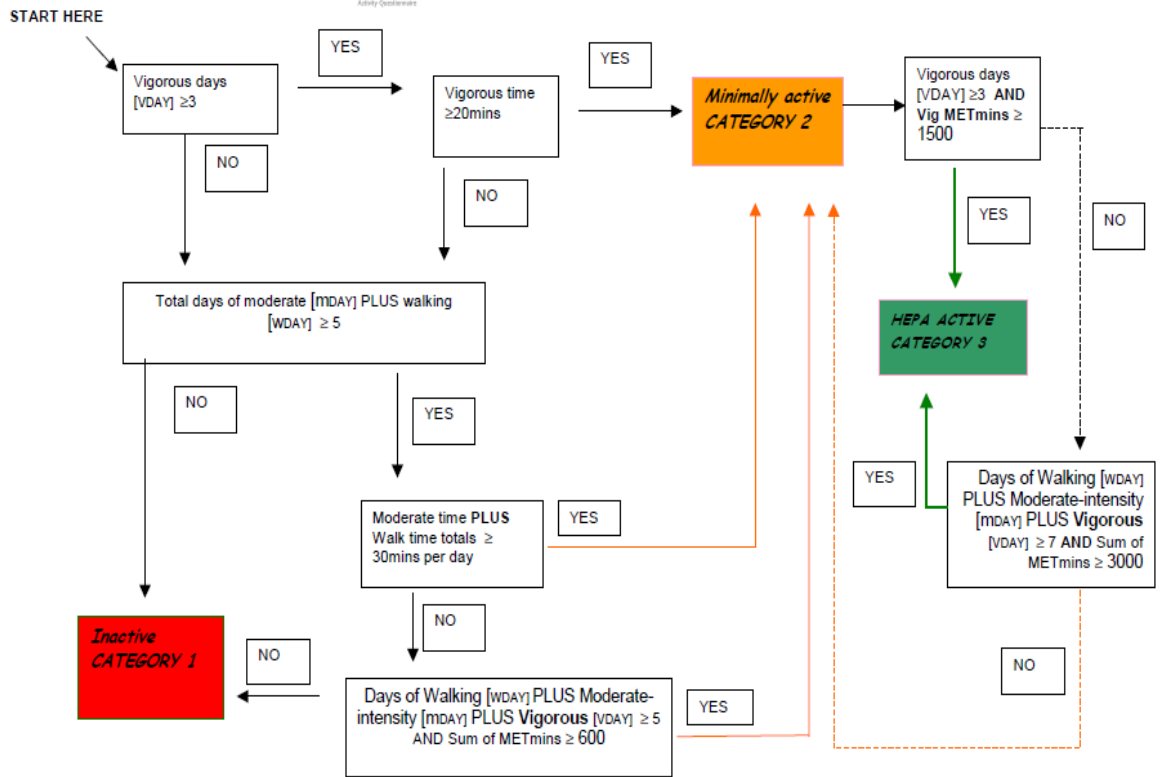 Activity Questionnaire
START HERE
YES
YES
Vigorous days
[VDAY] ≥3
Vigorous time
≥20mins
Minimally active
CATEGORY 2
Vigorous days
[VDAY] ≥3 AND
Vig METmins ≥
1500
NO
NO
YES
NO
Total days of moderate [mDAY] PLUS walking
[WDAY] ≥ 5
HEPA ACTIVE
CATEGORY 3
NO
YES
YES
Days of Walking [WDAY]
PLUS Moderate-intensity
[mDAY] PLUS Vigorous
[VDAY] ≥ 7 AND Sum of
METmins ≥ 3000
Moderate time PLUS
Walk time totals ≥
30mins per day
YES
NO
Inactive
CATEGORY 1
NO
NO
Days of Walking [WDAY] PLUS Moderate-
intensity [mDAY] PLUS Vigorous [VDAY] ≥ 5
AND Sum of METmins ≥ 600
YES